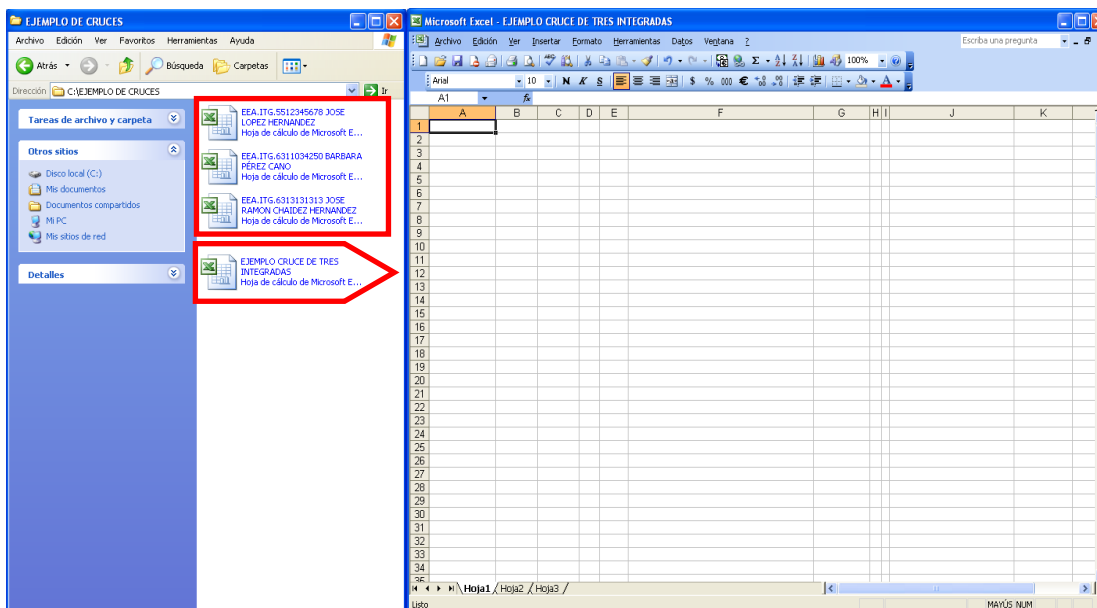 EJEMPLO DE CRUCES
Archivo Edición Ver Favoritos Herramientas Ayuda
Atrás Búsqueda Carpetas
Dirección C:\EJEMPLO DE CRUCES Ir
Tareas de archivo y carpeta
Otros sitios
Disco local (C:)
Mis documentos
Documentos compartidos
Mi PC
Mis sitios de red
Detalles
EEA.ITG.5512345678 JOSE
LOPEZ HERNANDEZ
Hoja de cálculo de Microsoft E...
EEA.ITG.6311034250 BARBARA
PÉREZ CANO
Hoja de cálculo de Microsoft E...
EEA.ITG.6313131313 JOSE
RAMON CHAIDEZ HERNANDEZ
Hoja de cálculo de Microsoft E...
EJEMPLO CRUCE DE TRES
INTEGRADAS
Hoja de cálculo de Microsoft E...
Microsoft Excel - EJEMPLO CRUCE DE TRES INTEGRADAS
Archivo Edición Ver Insertar Formato Herramientas Datos Ventana ? Escriba una pregunta
100%
Arial 10 N K S $ % 000 €
A1 fx
A B C D E F G H I J K
1
2
3
4
5
6
7
8
9
10
11
12
13
14
15
16
17
18
19
20
21
22
23
24
25
26
27
28
29
30
31
32
33
34
35
Hoja1 Hoja2 Hoja3
Listo MAYÚS NUM